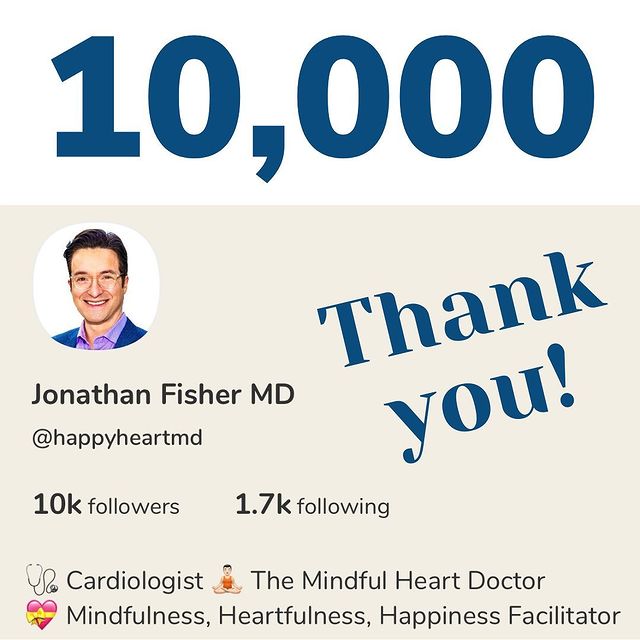 10,000
Thank
you!
Jonathan Fisher MD
@happyheartmd
10k followers 1.7k following
🩺 Cardiologist 🧘🏻‍♂️ The Mindful Heart Doctor
💝 Mindfulness, Heartfulness, Happiness Facilitator